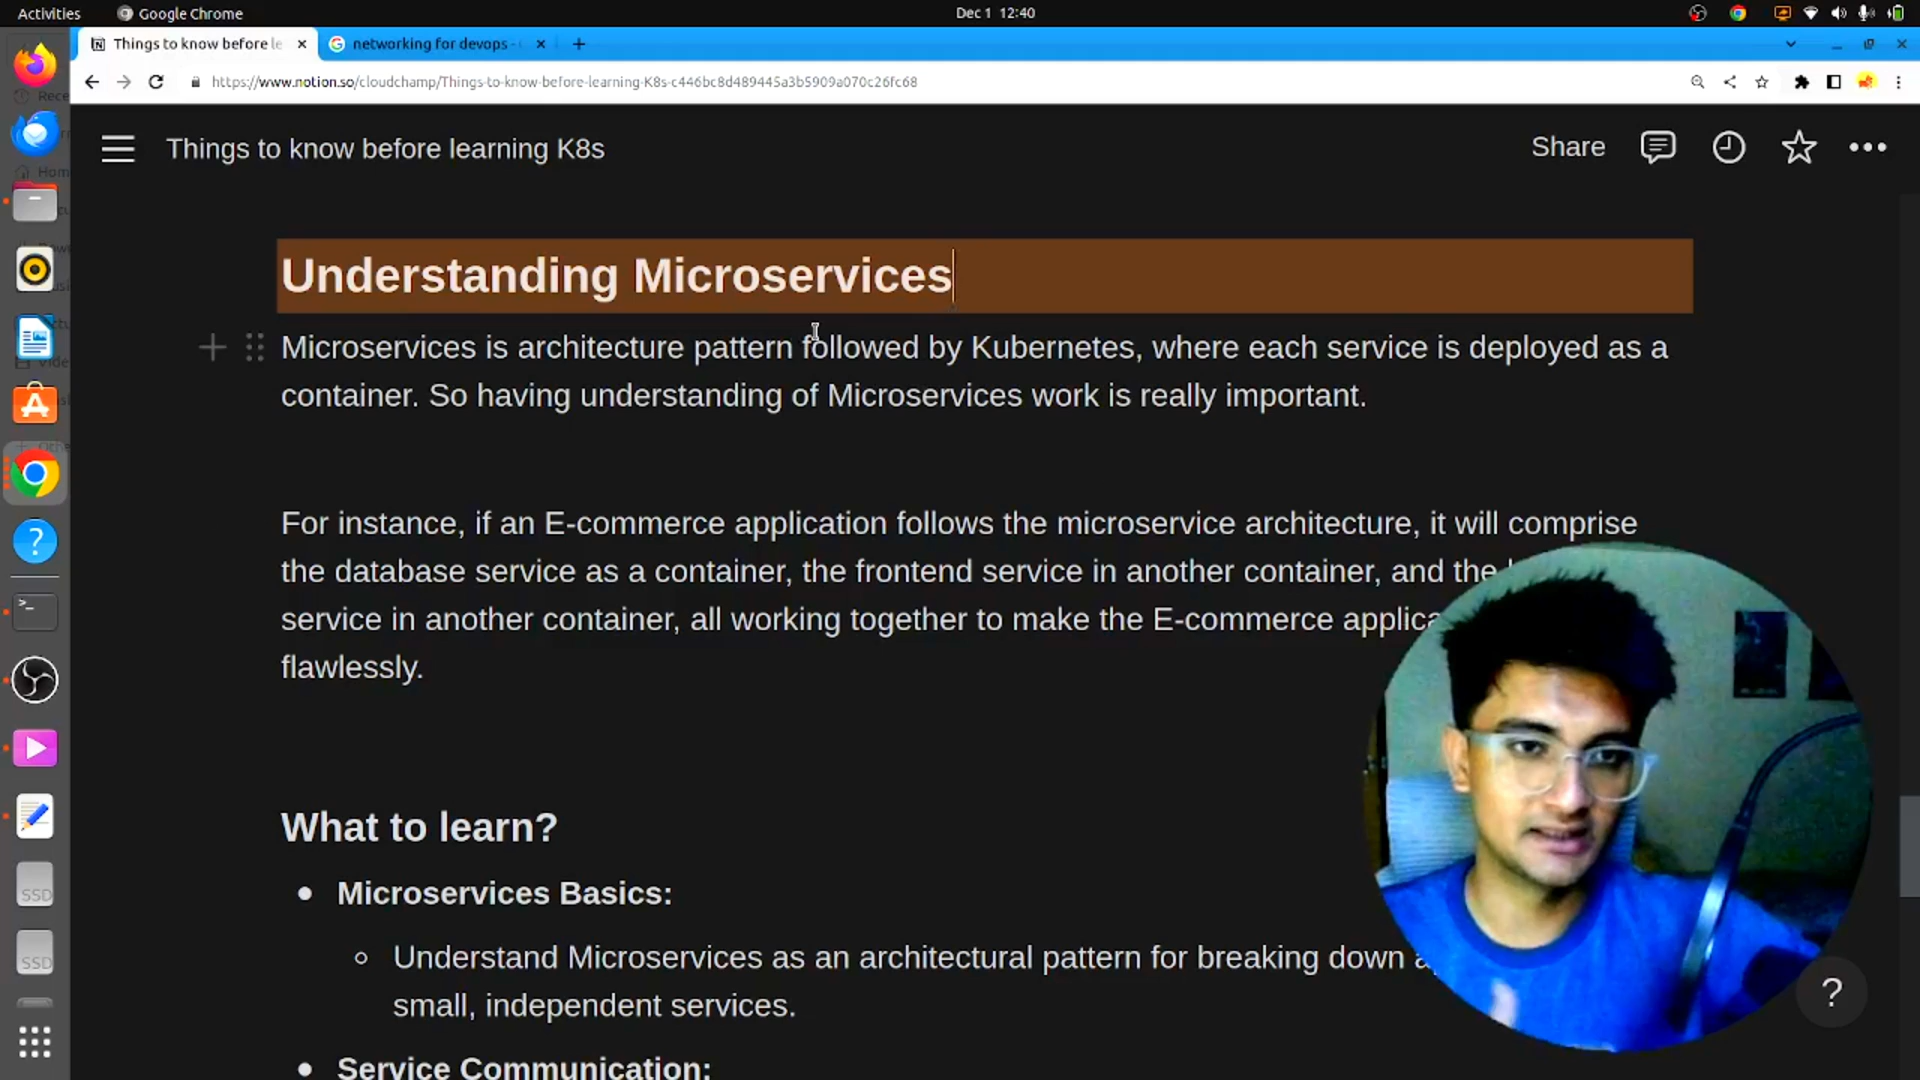 Activities
Google Chrome
Dec 1 12:40
Things to know before le
networking for devops -
https://www.notion.so/cloudchamp/Things-to-know-before-learning-K8s-c446bc8d489445a3b5909a070c26fc68
Things to know before learning K8s
Share
Understanding Microservices
Microservices is architecture pattern followed by Kubernetes, where each service is deployed as a
container. So having understanding of Microservices work is really important.
For instance, if an E-commerce application follows the microservice architecture, it will comprise
the database service as a container, the frontend service in another container, and the
service in another container, all working together to make the E-commerce applica
flawlessly.
What to learn?
• Microservices Basics:
◦ Understand Microservices as an architectural pattern for breaking down a
small, independent services.
• Service Communication:
SSD
SSD
?